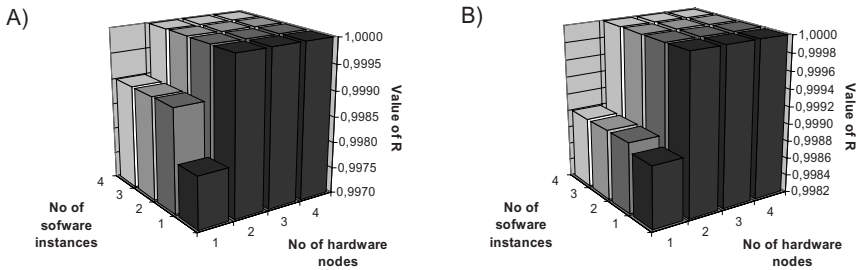 A)
1,0000
0,9995
0,9990
0,9985
0,9980
0,9975
0,9970
Value of R
4
3
2
1
No of
sofware
instances
1
2
3
4
No of hardware
nodes
B)
1,0000
0,9998
0,9996
0,9994
0,9992
0,9990
0,9988
0,9986
0,9984
0,9982
Value of R
4
3
2
1
No of
sofware
instances
1
2
3
4
No of hardware
nodes